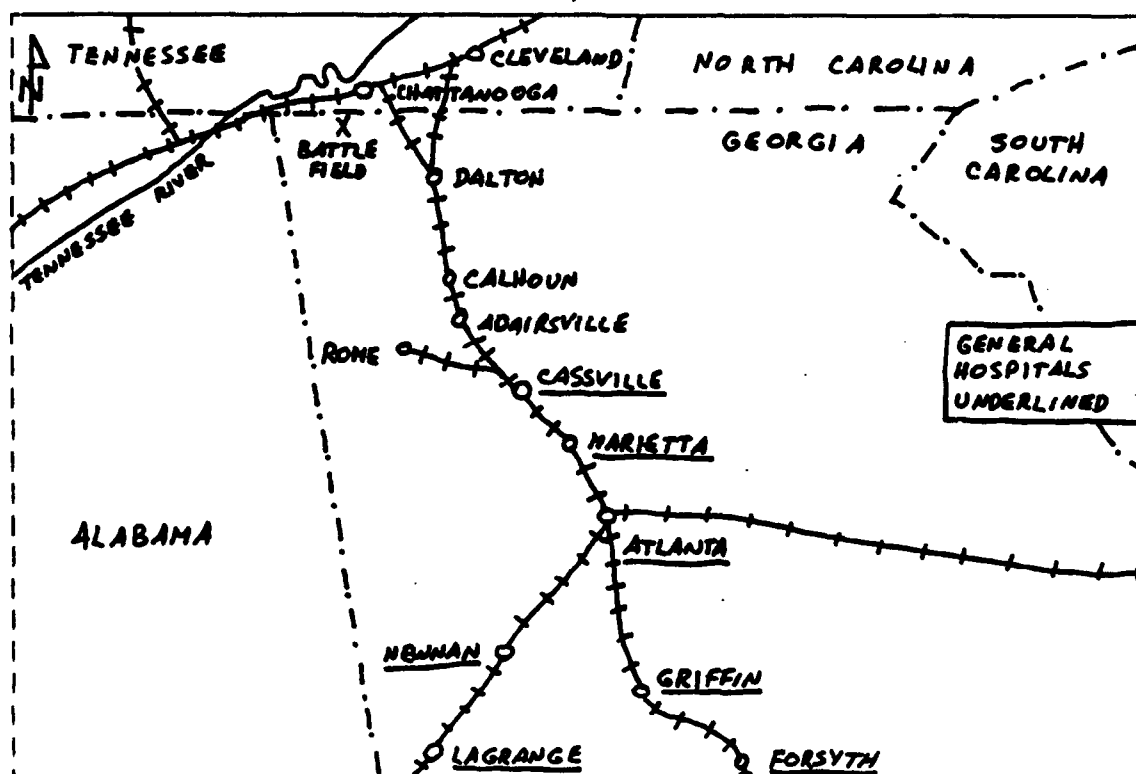 N
TENNESSEE
CLEVELAND
NORTH CAROLINA
CHATTANOOGA
X
BATTLE
FIELD
GEORGIA
SOUTH
CAROLINA
DALTON
TENNESSEE RIVER
CALHOUN
ADAIRSVILLE
ROME
CASSVILLE
GENERAL
HOSPITALS
UNDERLINED
MARIETTA
ALABAMA
ATLANTA
NEWNAN
GRIFFIN
LAGRANGE
FORSYTH